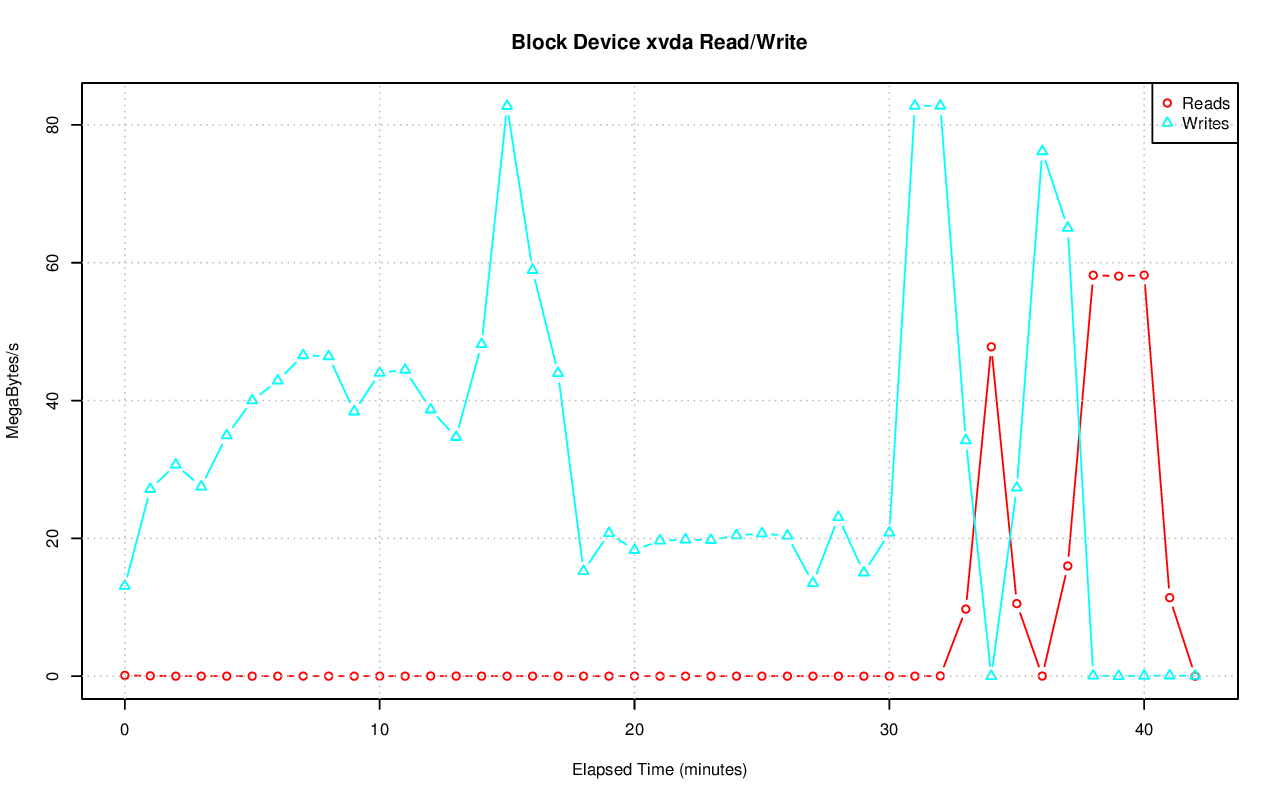 Block Device xvda Read/Write
Reads
Writes
MegaBytes/s
80
60
40
20
0
0 10 20 30 40
Elapsed Time (minutes)